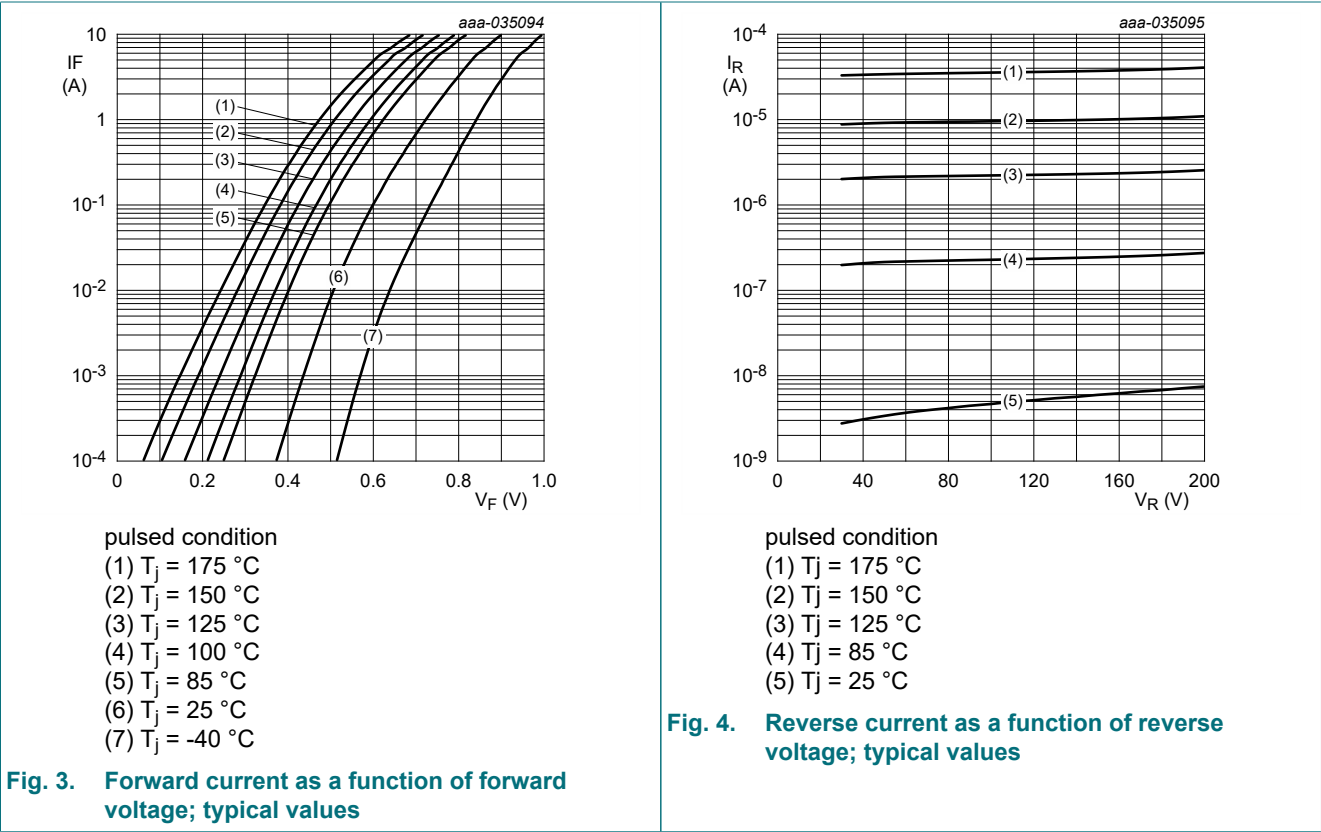 aaa-035094
IF
(A)
10
1
10-1
10-2
10-3
10-4
(1)
(2)
(3)
(4)
(5)
(6)
(7)
0 0.2 0.4 0.6 0.8 1.0
VF (V)
pulsed condition
(1) Tj = 175 °C
(2) Tj = 150 °C
(3) Tj = 125 °C
(4) Tj = 100 °C
(5) Tj = 85 °C
(6) Tj = 25 °C
(7) Tj = -40 °C
Fig. 3. Forward current as a function of forward
voltage; typical values
aaa-035095
IR
(A)
10-4
10-5
10-6
10-7
10-8
10-9
(1)
(2)
(3)
(4)
(5)
0 40 80 120 160 200
VR (V)
pulsed condition
(1) Tj = 175 °C
(2) Tj = 150 °C
(3) Tj = 125 °C
(4) Tj = 85 °C
(5) Tj = 25 °C
Fig. 4. Reverse current as a function of reverse
voltage; typical values